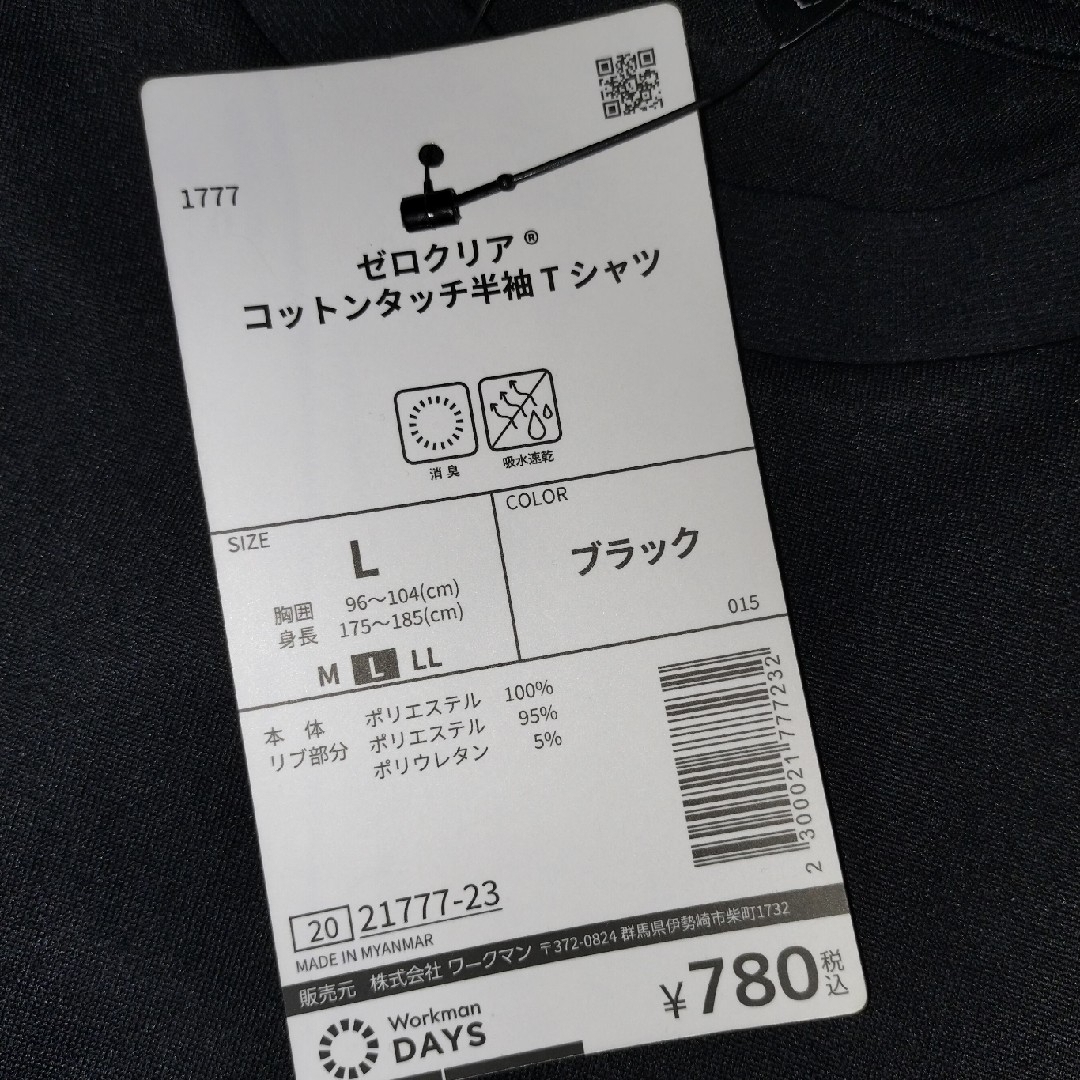 1777
ゼロクリア®
コットンタッチ半袖Tシャツ
消臭
吸水速乾
SIZE
L
胸囲 96〜104(cm)
身長 175〜185(cm)
M L LL
COLOR
ブラック
015
本 体 ポリエステル 100%
リブ部分 ポリエステル 95%
ポリウレタン 5%
2 300021 777232
20 21777-23
MADE IN MYANMAR
販売元 株式会社 ワークマン 〒372-0824 群馬県伊勢崎市柴町1732
Workman
DAYS
¥780税込